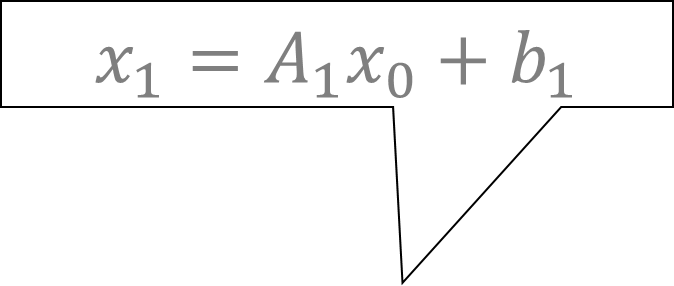 x₁ = A₁x₀ + b₁